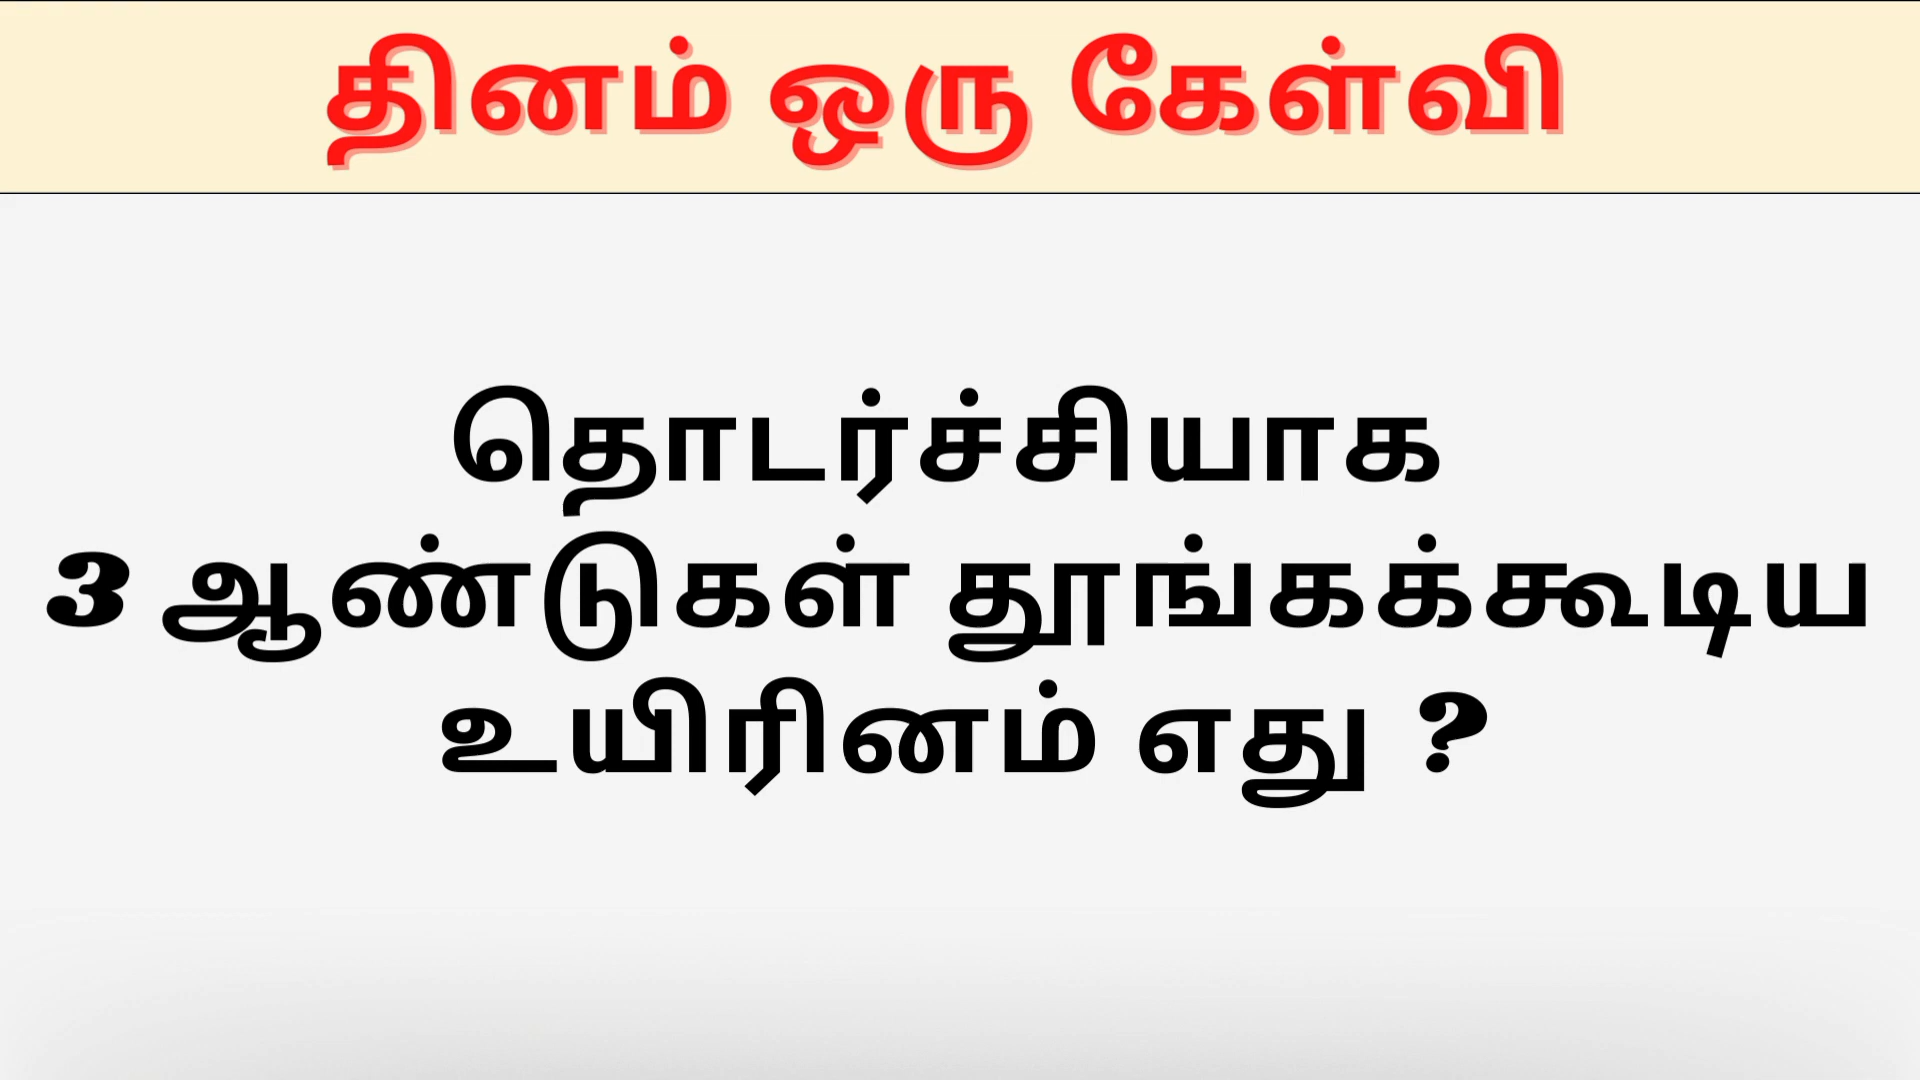 தினம் ஒரு கேள்வி
தொடர்ச்சியாக
3 ஆண்டுகள் தூங்கக்கூடிய
உயிரினம் எது ?